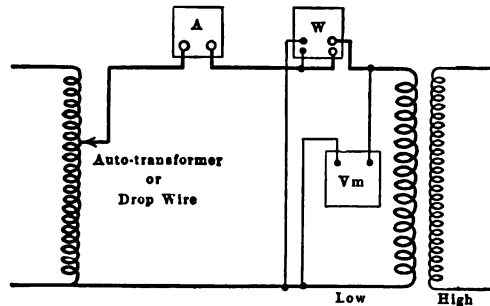 A
W
Auto-transformer
or
Drop Wire
Vm
Low
High